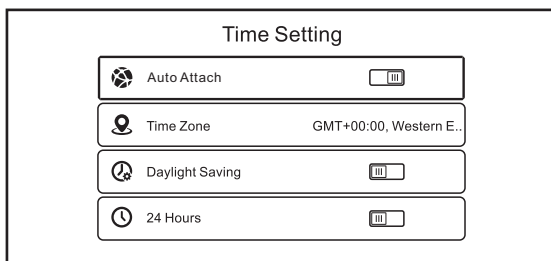 Time Setting
Auto Attach
Time Zone GMT+00:00, Western E..
Daylight Saving
24 Hours